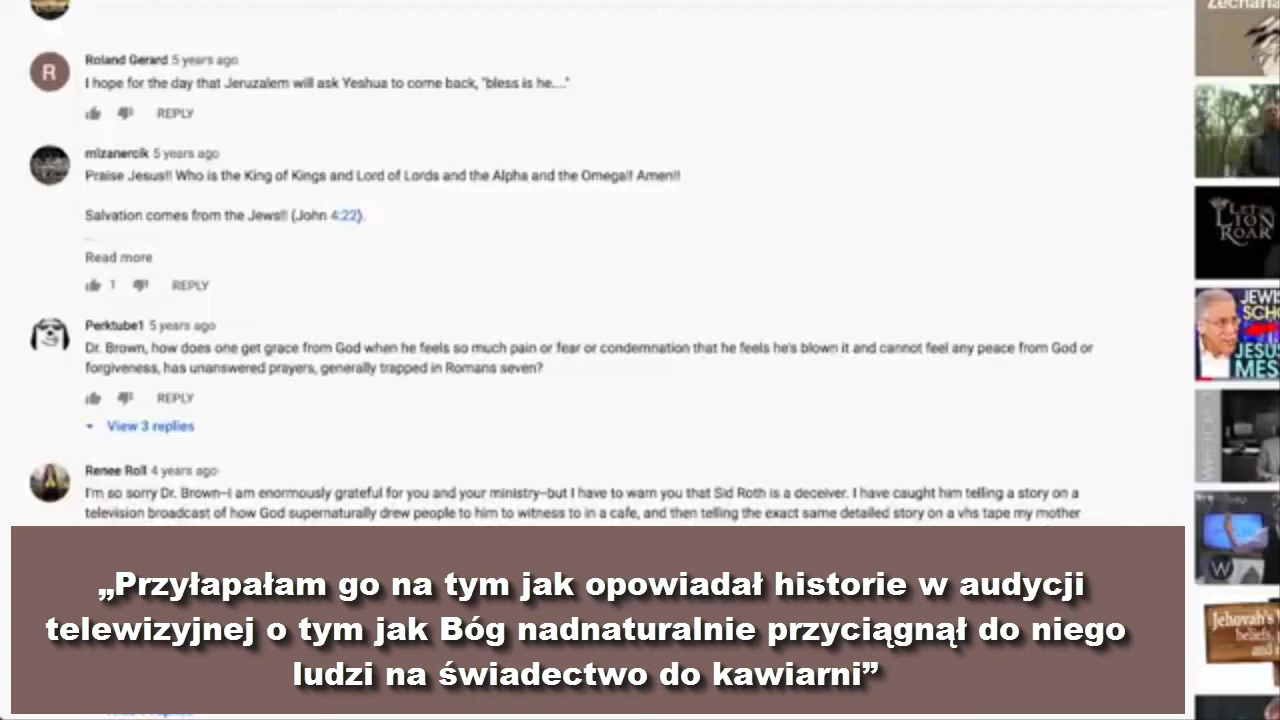 Roland Gerard 5 years ago
I hope for the day that Jeruzalem will ask Yeshua to come back, "bless is he...."
REPLY
mizanercik 5 years ago
Praise Jesus!! Who is the King of Kings and Lord of Lords and the Alpha and the Omega!! Amen!!
Salvation comes from the Jews!! (John 4:22).
...
Read more
1 REPLY
Perktube1 5 years ago
Dr. Brown, how does one get grace from God when he feels so much pain or fear or condemnation that he feels he's blown it and cannot feel any peace from God or
forgiveness, has unanswered prayers, generally trapped in Romans seven?
REPLY
View 3 replies
Renee Roll 4 years ago
I'm so sorry Dr. Brown--I am enormously grateful for you and your ministry--but I have to warn you that Sid Roth is a deceiver. I have caught him telling a story on a
television broadcast of how God supernaturally drew people to him to witness to in a cafe, and then telling the exact same detailed story on a vhs tape my mother
„Przyłapałam go na tym jak opowiadał historie w audycji
telewizyjnej o tym jak Bóg nadnaturalnie przyciągnął do niego
ludzi na świadectwo do kawiarni”
R
LET THE
LION
ROAR
JESUS
MES
W
Jehovah's
beliefs
and